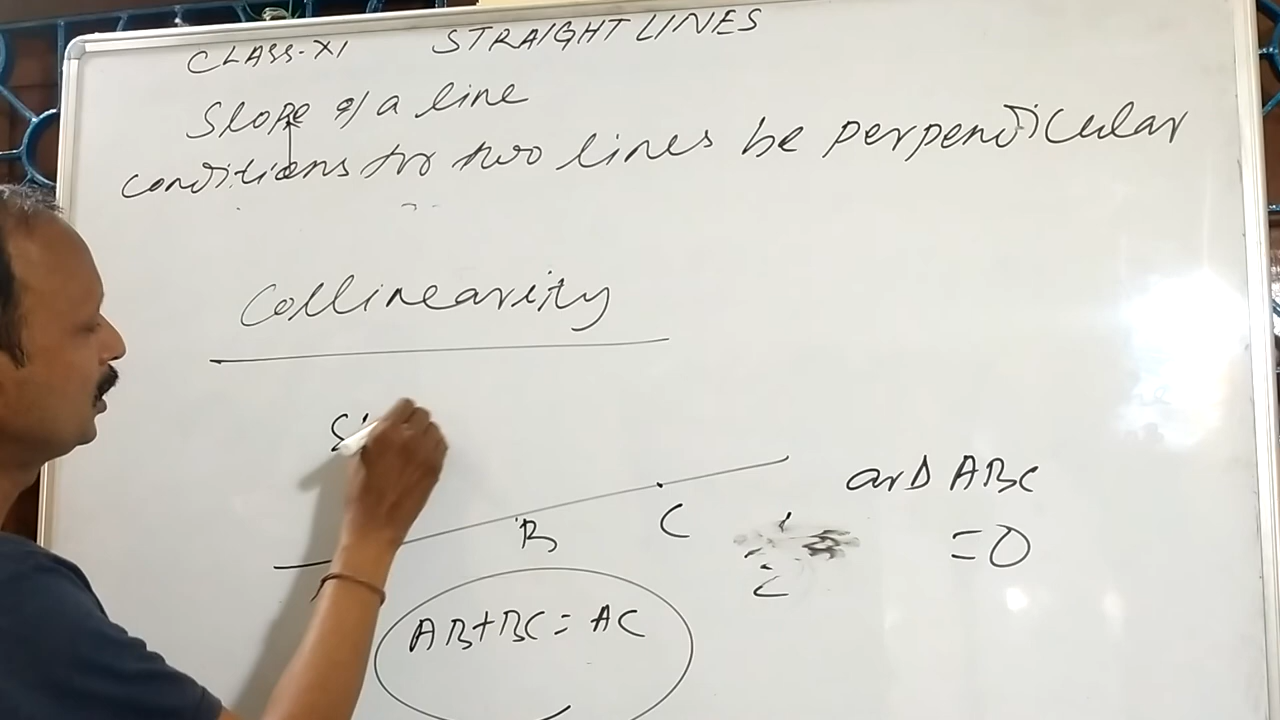 CLASS-XI STRAIGHT LINES
Slope of a line
conditions for two lines be perpendicular
Collinearity
B C
ar Δ ABC
= 0
AB + BC = AC